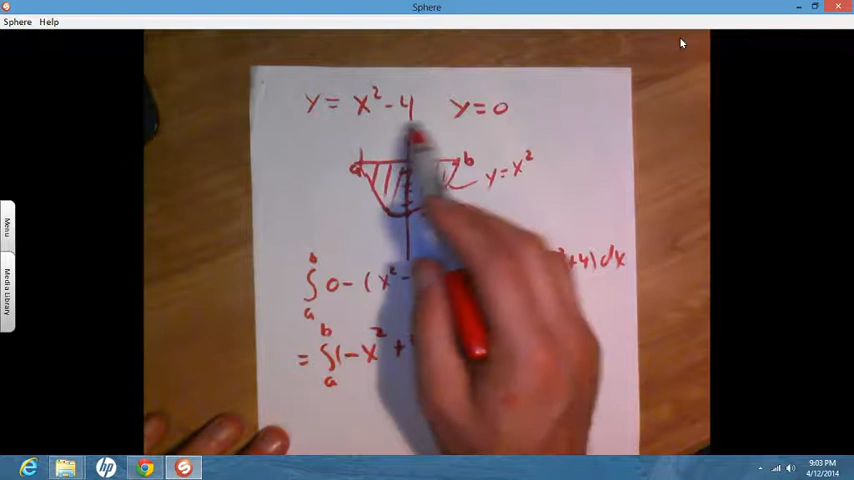 Sphere
Sphere Help
Menu
Media Library
y = x² - 4 y = 0
a b
y = x²
b
∫ 0 - (x² - +4) dx
a
b
= ∫(-x² +
a
9:03 PM
4/12/2014